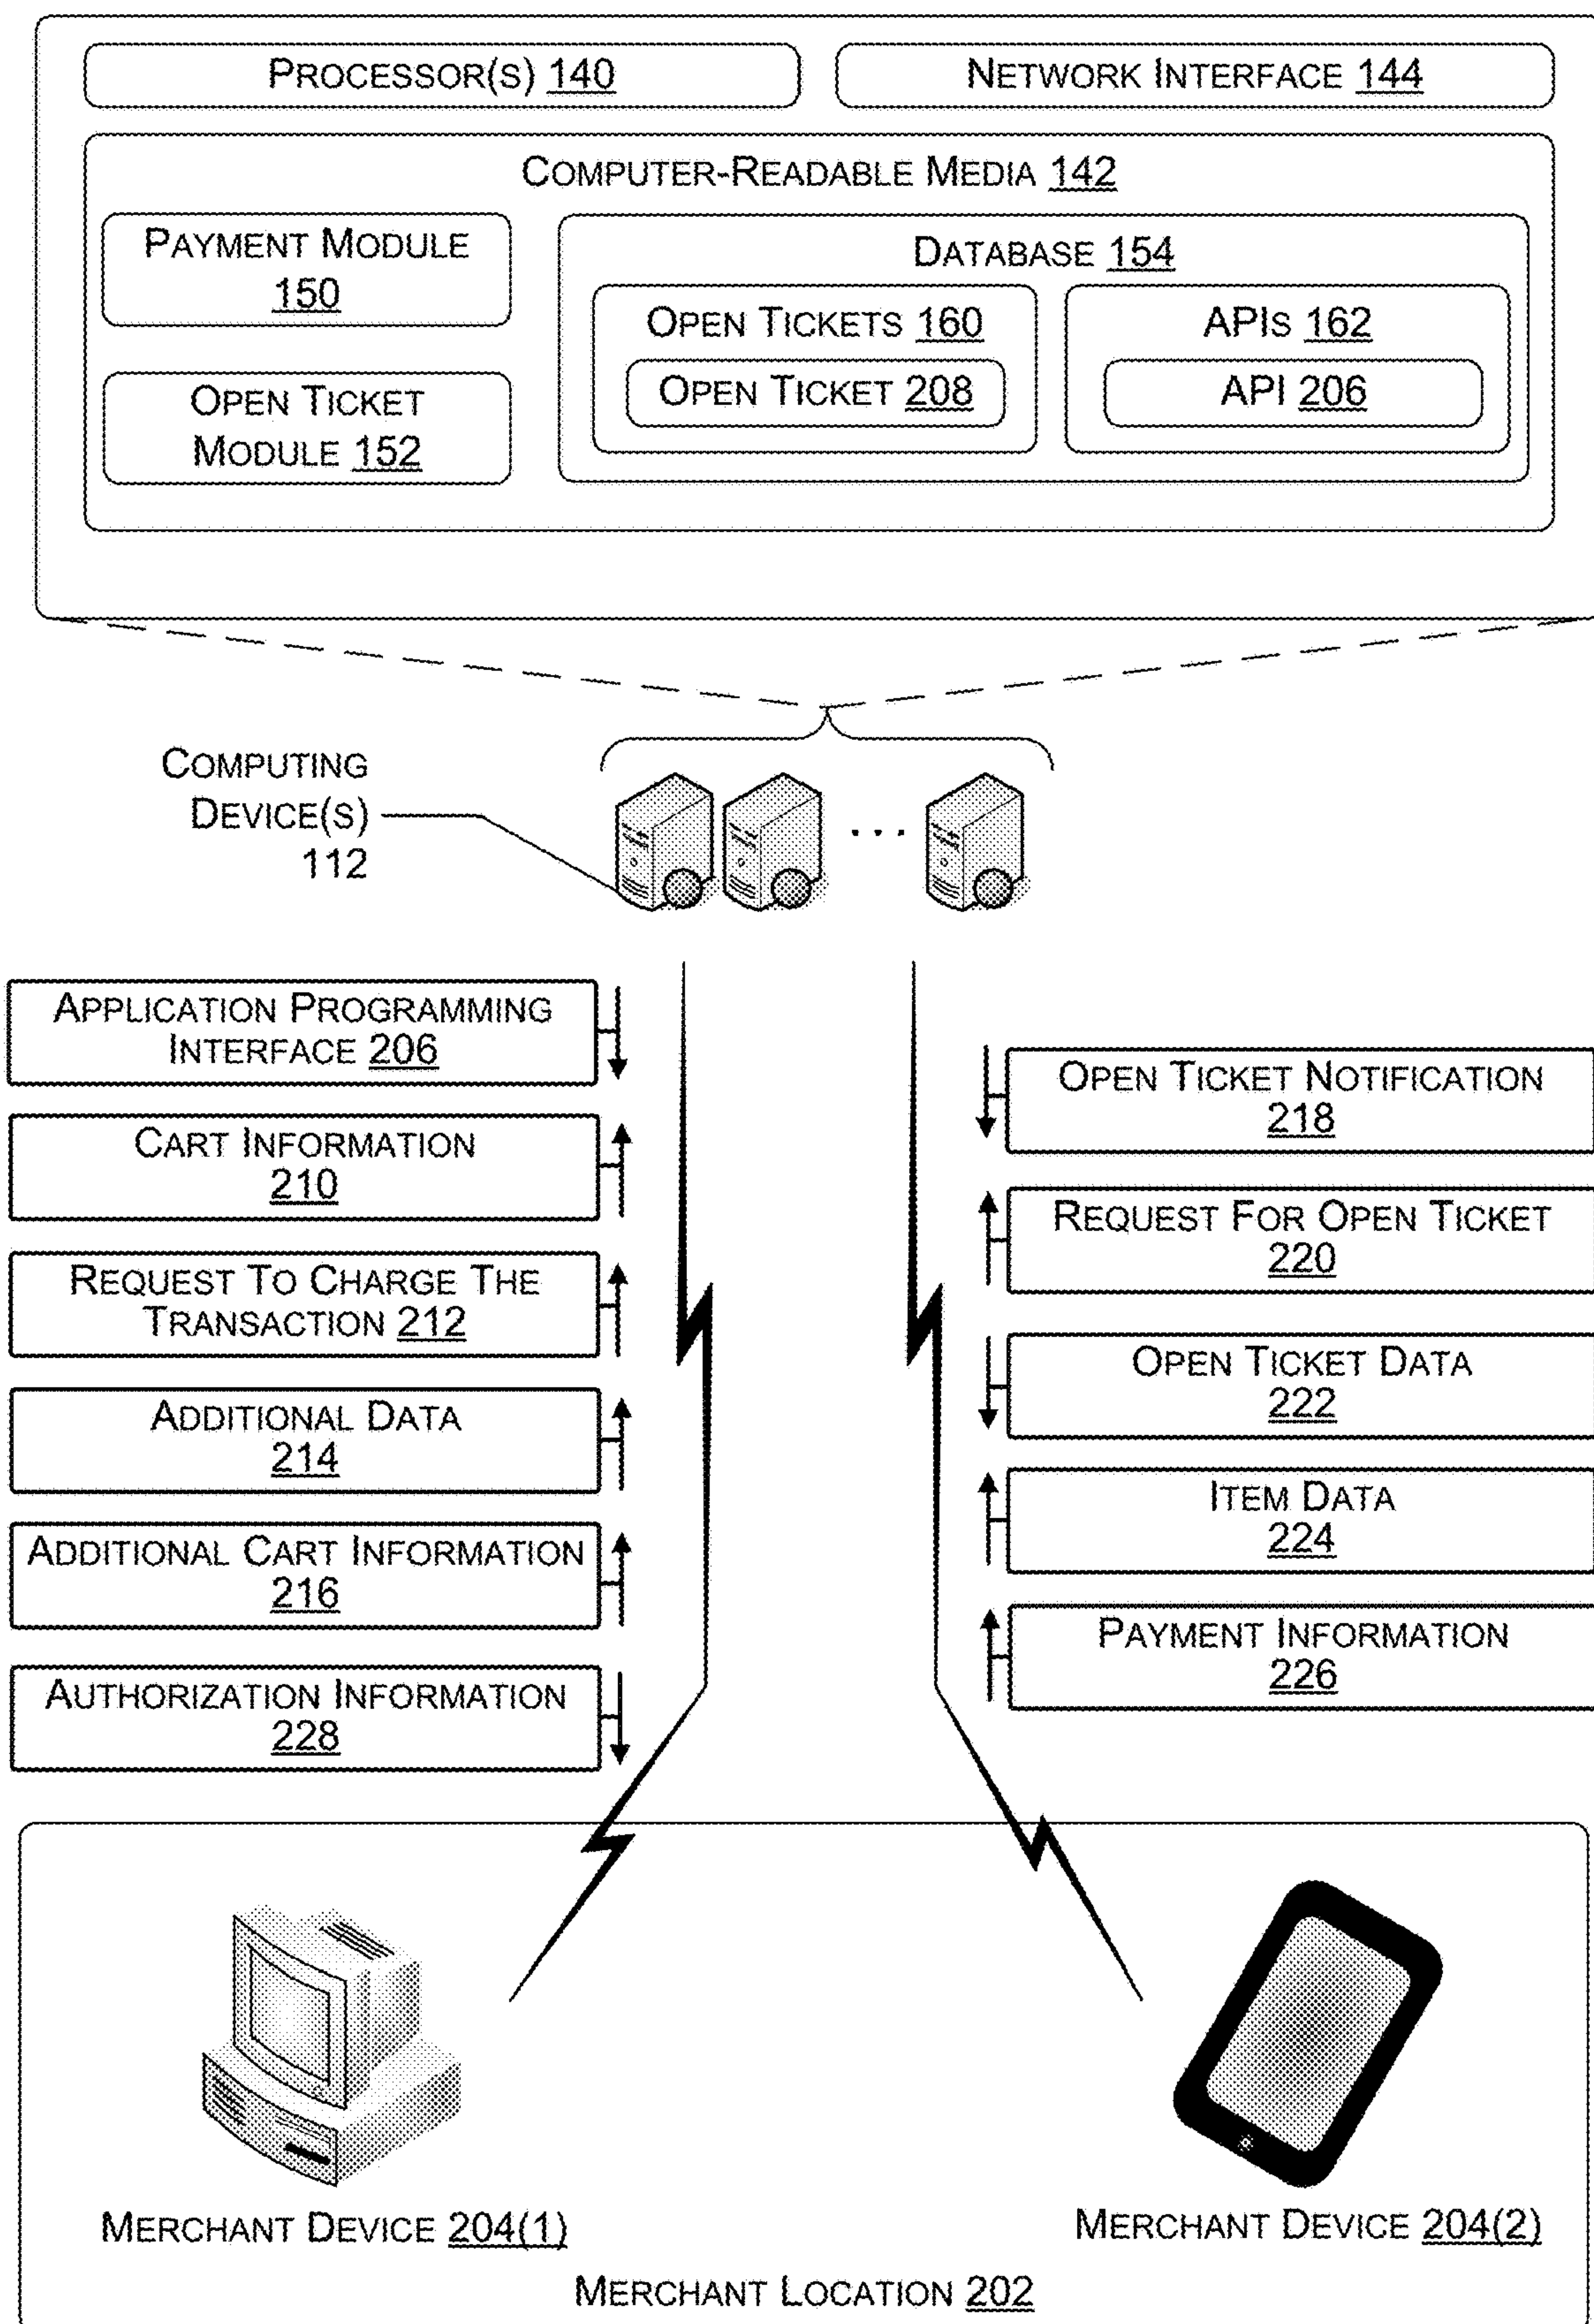 PROCESSOR(S) 140
NETWORK INTERFACE 144
COMPUTER-READABLE MEDIA 142
PAYMENT MODULE
150
OPEN TICKET
MODULE 152
DATABASE 154
OPEN TICKETS 160
OPEN TICKET 208
APIS 162
API 206
COMPUTING
DEVICE(S)
112
...
APPLICATION PROGRAMMING
INTERFACE 206
CART INFORMATION
210
REQUEST TO CHARGE THE
TRANSACTION 212
ADDITIONAL DATA
214
ADDITIONAL CART INFORMATION
216
AUTHORIZATION INFORMATION
228
OPEN TICKET NOTIFICATION
218
REQUEST FOR OPEN TICKET
220
OPEN TICKET DATA
222
ITEM DATA
224
PAYMENT INFORMATION
226
MERCHANT DEVICE 204(1)
MERCHANT DEVICE 204(2)
MERCHANT LOCATION 202